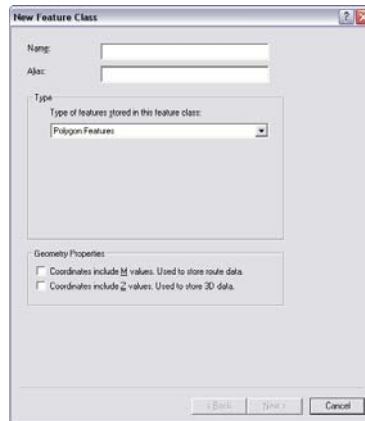 New Feature Class
?
Name:
Alias:
Type
Type of features stored in this feature class:
Polygon Features
Geometry Properties
Coordinates include M values. Used to store route data.
Coordinates include Z values. Used to store 3D data.
< Back
Next >
Cancel